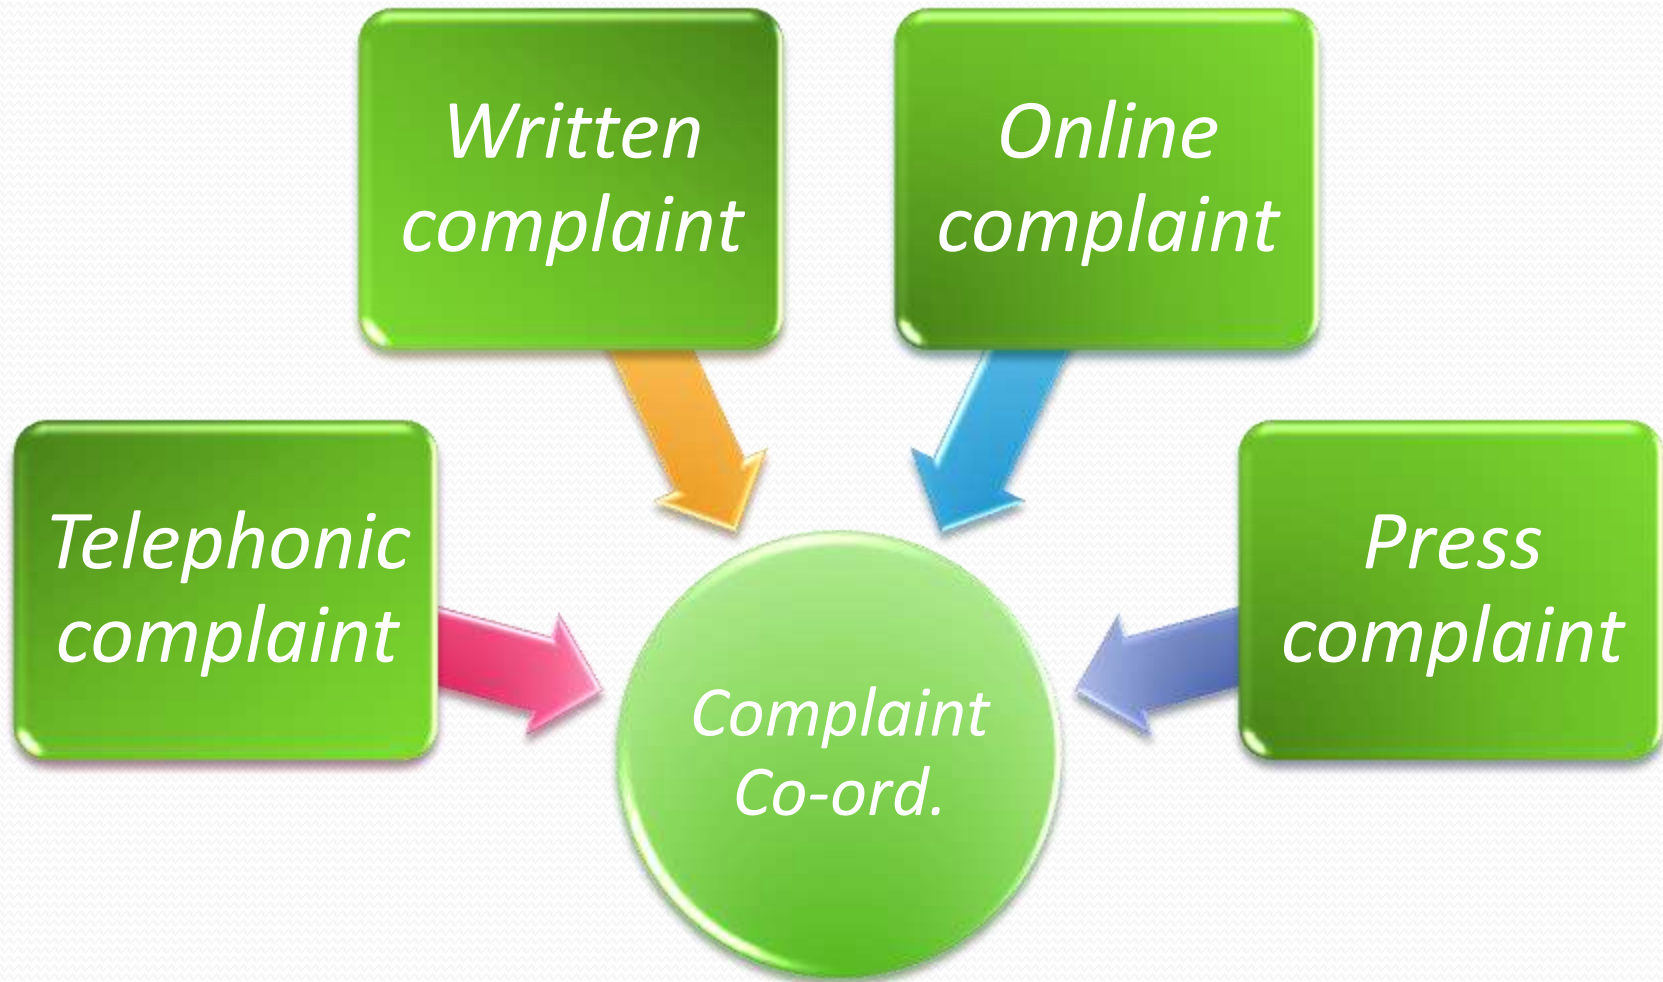 Written
complaint
Online
complaint
Telephonic
complaint
Press
complaint
Complaint
Co-ord.